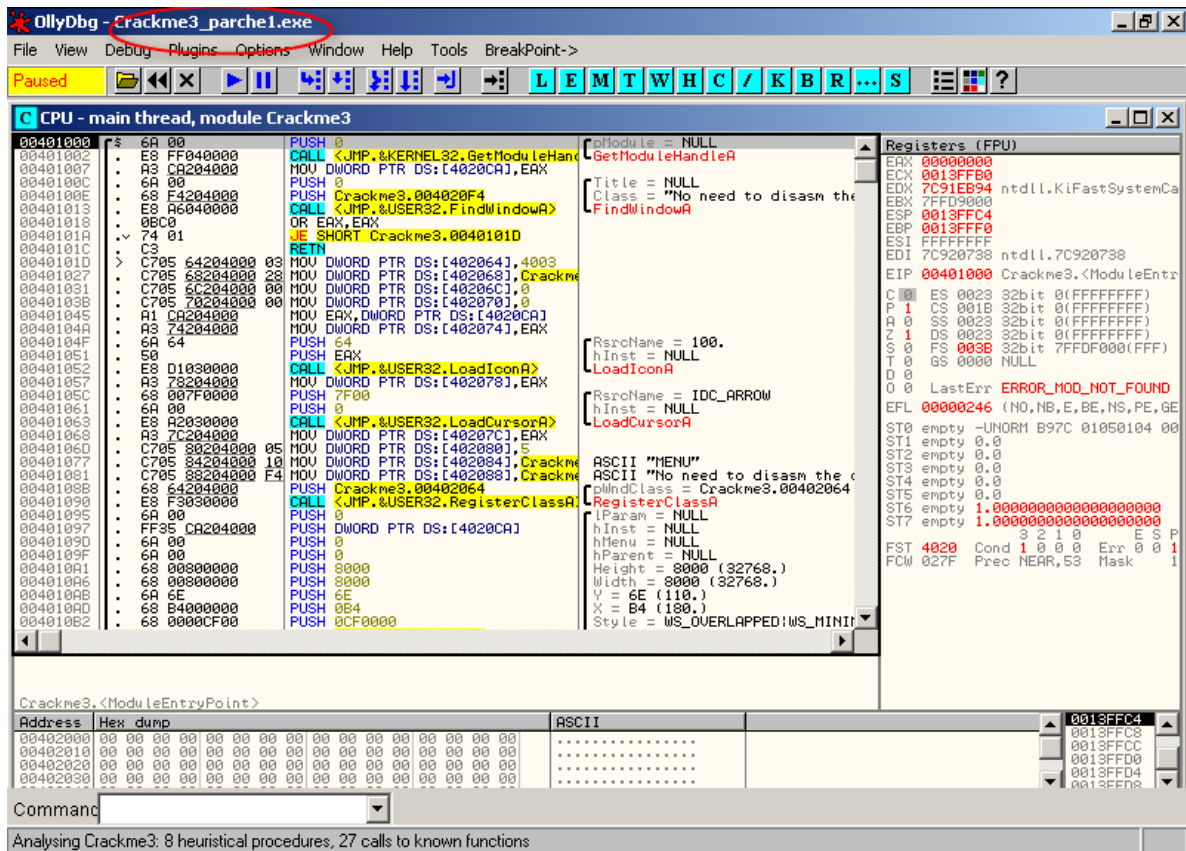 OllyDbg - Crackme3_parche1.exe
File View Debug Plugins Options Window Help Tools BreakPoint->
Paused L E M T W H C / K B R ... S ?
C CPU - main thread, module Crackme3
00401000 $ 6A 00 PUSH 0 pModule = NULL
00401002 . E8 FF040000 CALL <JMP.&KERNEL32.GetModuleHand GetModuleHandleA
00401007 . A3 CA204000 MOV DWORD PTR DS:[4020CA],EAX
0040100C . 6A 00 PUSH 0 Title = NULL
0040100E . 68 F4204000 PUSH Crackme3.004020F4 Class = "No need to disasm the
00401013 . E8 A6040000 CALL <JMP.&USER32.FindWindowA> FindWindowA
00401018 . 0BC0 OR EAX,EAX
0040101A . 74 01 JE SHORT Crackme3.0040101D
0040101C . C3 RETN
0040101D > C705 64204000 03 MOV DWORD PTR DS:[402064],4003
00401027 . C705 68204000 28 MOV DWORD PTR DS:[402068],Crackme
00401031 . C705 6C204000 00 MOV DWORD PTR DS:[40206C],0
0040103B . C705 70204000 00 MOV DWORD PTR DS:[402070],0
00401045 . A1 CA204000 MOV EAX,DWORD PTR DS:[4020CA]
0040104A . A3 74204000 MOV DWORD PTR DS:[402074],EAX
0040104F . 6A 64 PUSH 64 RsrcName = 100.
00401051 . 50 PUSH EAX hInst = NULL
00401052 . E8 D1030000 CALL <JMP.&USER32.LoadIconA> LoadIconA
00401057 . A3 78204000 MOV DWORD PTR DS:[402078],EAX
0040105C . 68 007F0000 PUSH 7F00 RsrcName = IDC_ARROW
00401061 . 6A 00 PUSH 0 hInst = NULL
00401063 . E8 A2030000 CALL <JMP.&USER32.LoadCursorA> LoadCursorA
00401068 . A3 7C204000 MOV DWORD PTR DS:[40207C],EAX
0040106D . C705 80204000 05 MOV DWORD PTR DS:[402080],5
00401077 . C705 84204000 10 MOV DWORD PTR DS:[402084],Crackme ASCII "MENU"
00401081 . C705 88204000 F4 MOV DWORD PTR DS:[402088],Crackme ASCII "No need to disasm the
0040108B . 68 64204000 PUSH Crackme3.00402064 pWndClass = Crackme3.00402064
00401090 . E8 F3030000 CALL <JMP.&USER32.RegisterClassA RegisterClassA
00401095 . 6A 00 PUSH 0 lParam = NULL
00401097 . FF35 CA204000 PUSH DWORD PTR DS:[4020CA] hInst = NULL
0040109D . 6A 00 PUSH 0 hMenu = NULL
0040109F . 6A 00 PUSH 0 hParent = NULL
004010A1 . 68 00800000 PUSH 8000 Height = 8000 (32768.)
004010A6 . 68 00800000 PUSH 8000 Width = 8000 (32768.)
004010AB . 6A 6E PUSH 6E Y = 6E (110.)
004010AD . 68 B4000000 PUSH 0B4 X = B4 (180.)
004010B2 . 68 0000CF00 PUSH 0CF0000 Style = WS_OVERLAPPED|WS_MINIM
Registers (FPU)
EAX 00000000
ECX 0013FFB0
EDX 7C91EB94 ntdll.KiFastSystemCa
EBX 7FFD9000
ESP 0013FFC4
EBP 0013FFF0
ESI FFFFFFFF
EDI 7C920738 ntdll.7C920738
EIP 00401000 Crackme3.<ModuleEntr
C 0 ES 0023 32bit 0(FFFFFFFF)
P 1 CS 001B 32bit 0(FFFFFFFF)
A 0 SS 0023 32bit 0(FFFFFFFF)
Z 1 DS 0023 32bit 0(FFFFFFFF)
S 0 FS 003B 32bit 7FFDF000(FFF)
T 0 GS 0000 NULL
D 0
O 0 LastErr ERROR_MOD_NOT_FOUND
EFL 00000246 (NO,NB,E,BE,NS,PE,GE
ST0 empty -UNORM B97C 01050104 00
ST1 empty 0.0
ST2 empty 0.0
ST3 empty 0.0
ST4 empty 0.0
ST5 empty 0.0
ST6 empty 1.0000000000000000000
ST7 empty 1.0000000000000000000
3 2 1 0 E S P
FST 4020 Cond 1 0 0 0 Err 0 0 1
FCW 027F Prec NEAR,53 Mask 1
Crackme3.<ModuleEntryPoint>
Address Hex dump ASCII
00402000 00 00 00 00 00 00 00 00 00 00 00 00 00 00 00 00 ................
00402010 00 00 00 00 00 00 00 00 00 00 00 00 00 00 00 00 ................
00402020 00 00 00 00 00 00 00 00 00 00 00 00 00 00 00 00 ................
00402030 00 00 00 00 00 00 00 00 00 00 00 00 00 00 00 00 ................
0013FFC4
0013FFC8
0013FFCC
0013FFD0
0013FFD4
0013FFD8
Command
Analysing Crackme3: 8 heuristical procedures, 27 calls to known functions